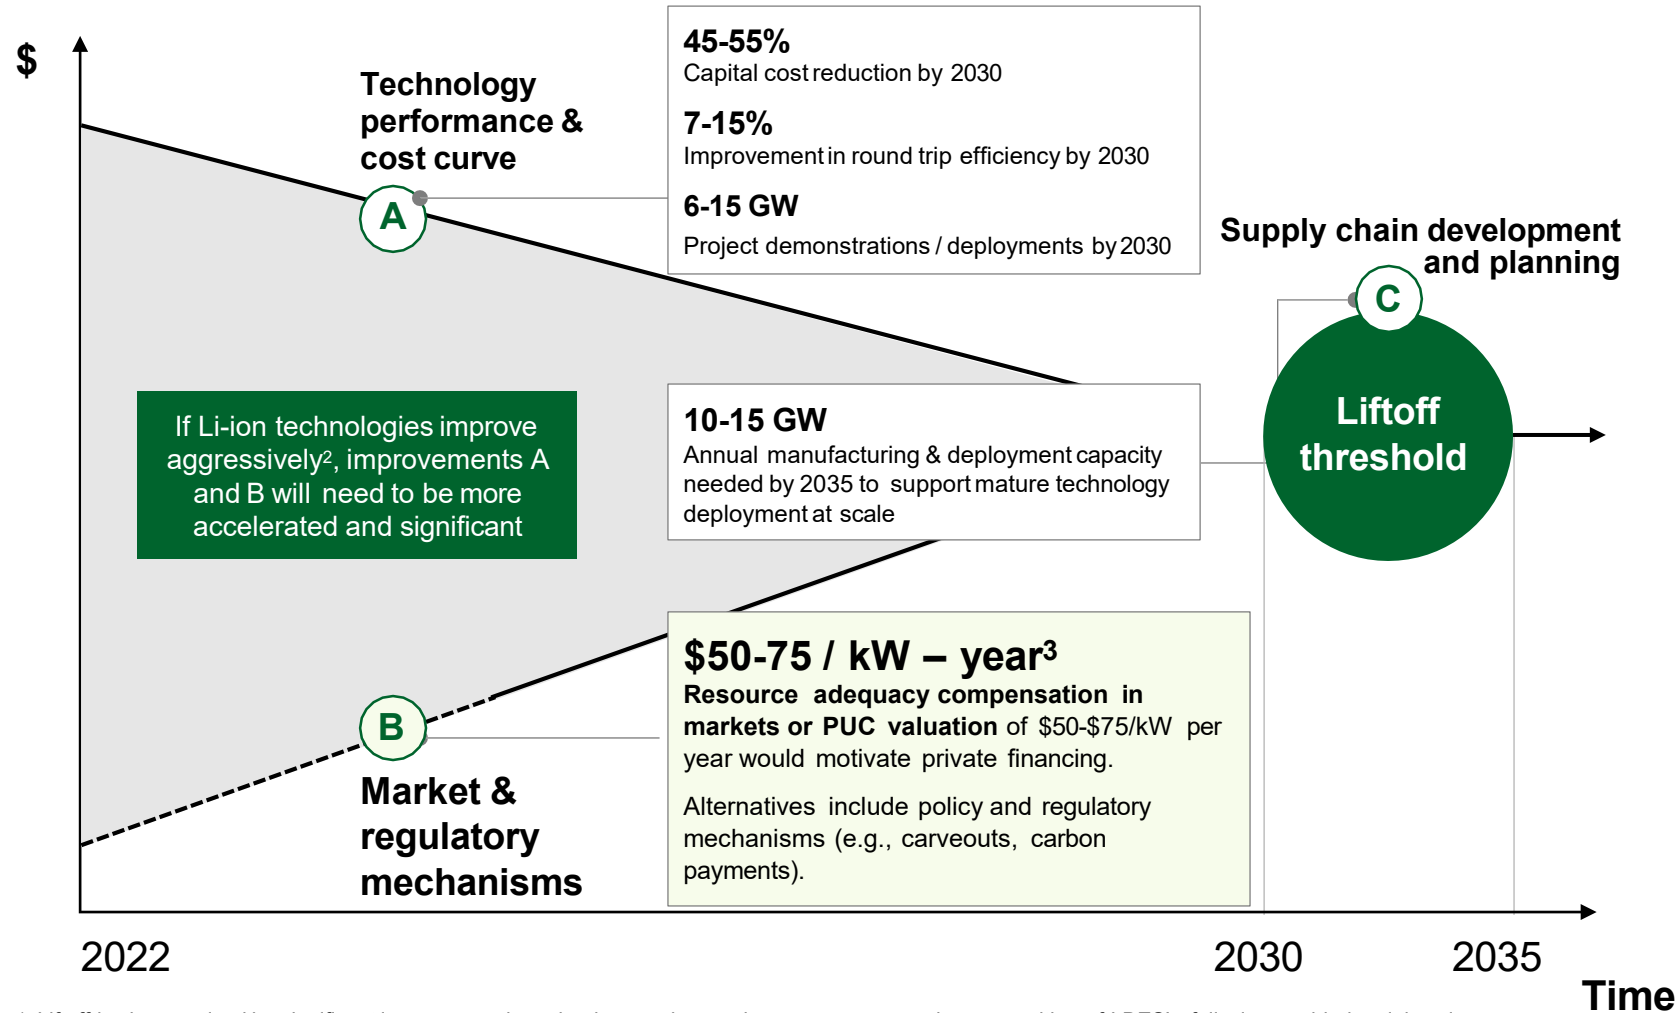 $
Technology
performance &
cost curve
A
45-55%
Capital cost reduction by 2030
7-15%
Improvement in round trip efficiency by 2030
6-15 GW
Project demonstrations / deployments by 2030
Supply chain development
and planning
C
Liftoff
threshold
If Li-ion technologies improve
aggressively², improvements A
and B will need to be more
accelerated and significant
10-15 GW
Annual manufacturing & deployment capacity
needed by 2035 to support mature technology
deployment at scale
B
Market &
regulatory
mechanisms
$50-75 / kW – year³
Resource adequacy compensation in
markets or PUC valuation of $50-$75/kW per
year would motivate private financing.
Alternatives include policy and regulatory
mechanisms (e.g., carveouts, carbon
payments).
2022
2030
2035
Time